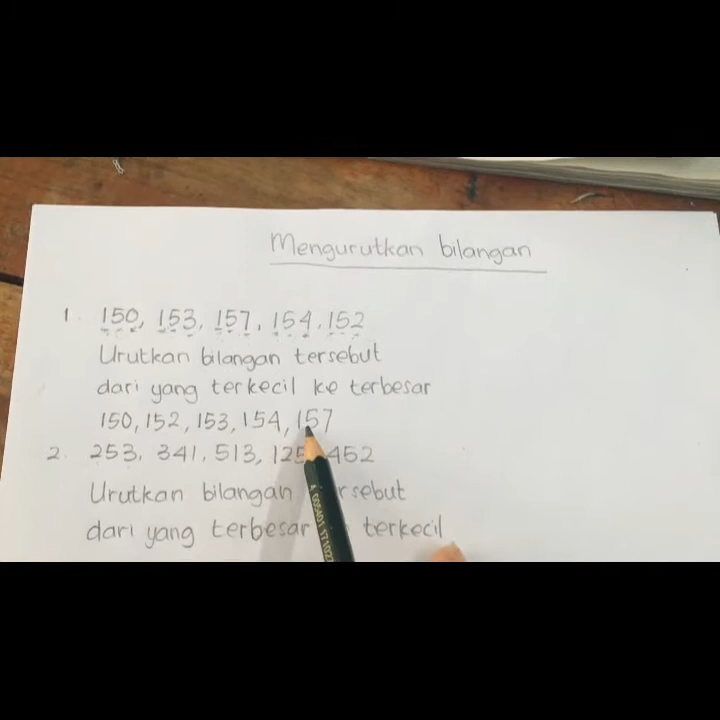 Mengurutkan bilangan
1. 150, 153, 157, 154, 152
Urutkan bilangan tersebut
dari yang terkecil ke terbesar
150, 152, 153, 154, 157
2. 253, 341, 513, 452
Urutkan bilangan
dari yang terbesar terkecil